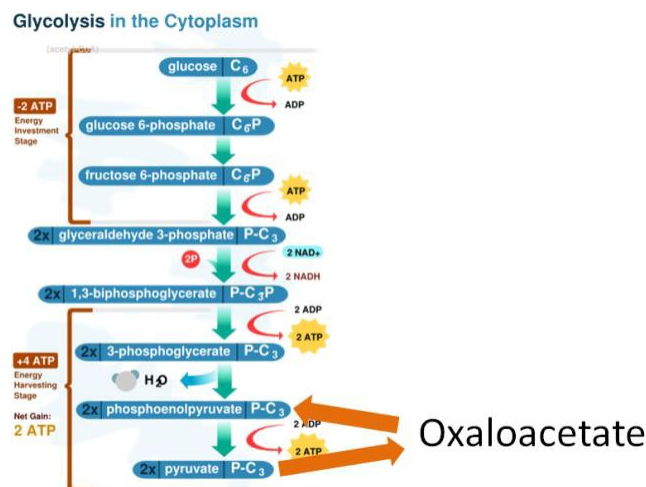 Glycolysis in the Cytoplasm
(acetyl-CoA)
glucose C6
ATP
ADP
-2 ATP
Energy
Investment
Stage
glucose 6-phosphate C6P
fructose 6-phosphate C6P
ATP
ADP
2x glyceraldehyde 3-phosphate P-C3
2P
2 NAD+
2 NADH
2x 1,3-biphosphoglycerate P-C3P
2 ADP
2 ATP
2x 3-phosphoglycerate P-C3
+4 ATP
Energy
Harvesting
Stage
H2O
Net Gain:
2 ATP
2x phosphoenolpyruvate P-C3
2 ADP
2 ATP
Oxaloacetate
2x pyruvate P-C3